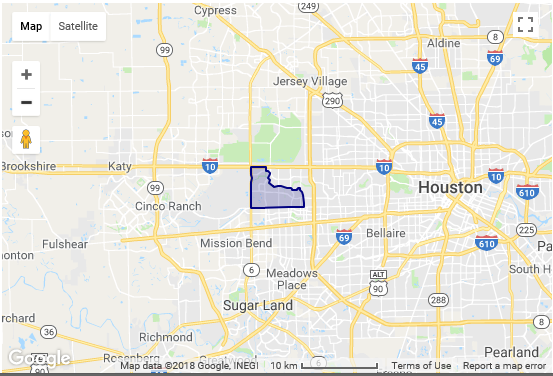 Cypress
Map
Satellite
99
Jersey Village
Aldine
8
69
45
290
45
Brookshire
Katy
10
10
Houston
10
610
99
Cinco Ranch
Mission Bend
Bellaire
69
610
225
Fulshear
6
Meadows
Place
ALT
90
288
South H
Sugar Land
36
Richmond
Rosenberg
Pearland
90
Google
Map data ©2018 Google, INEGI
10 km
Terms of Use
Report a map error